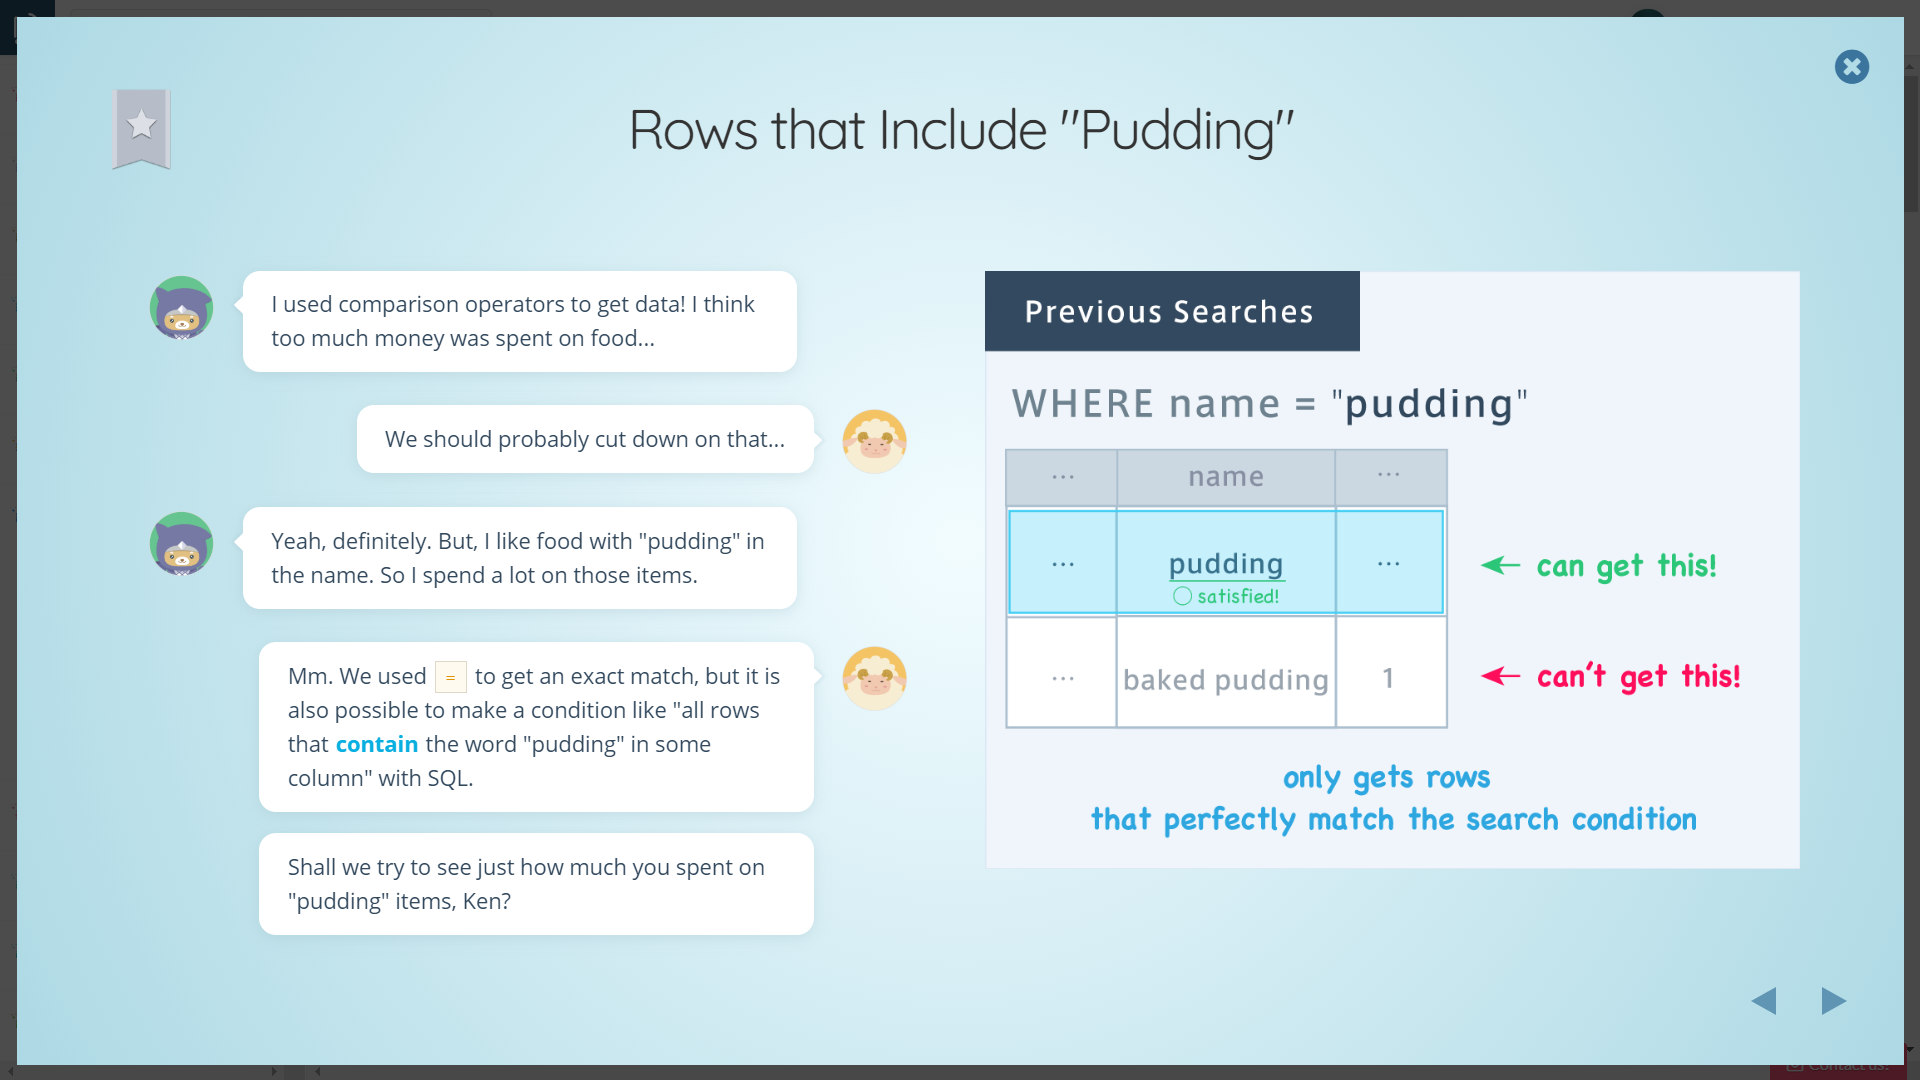 Rows that Include "Pudding"
I used comparison operators to get data! I think
too much money was spent on food...
We should probably cut down on that...
Yeah, definitely. But, I like food with "pudding" in
the name. So I spend a lot on those items.
Mm. We used = to get an exact match, but it is
also possible to make a condition like "all rows
that contain the word "pudding" in some
column" with SQL.
Shall we try to see just how much you spent on
"pudding" items, Ken?
Previous Searches
WHERE name = "pudding"
... name ...
... pudding ...
satisfied!
can get this!
... baked pudding 1
can't get this!
only gets rows
that perfectly match the search condition
Contact us!